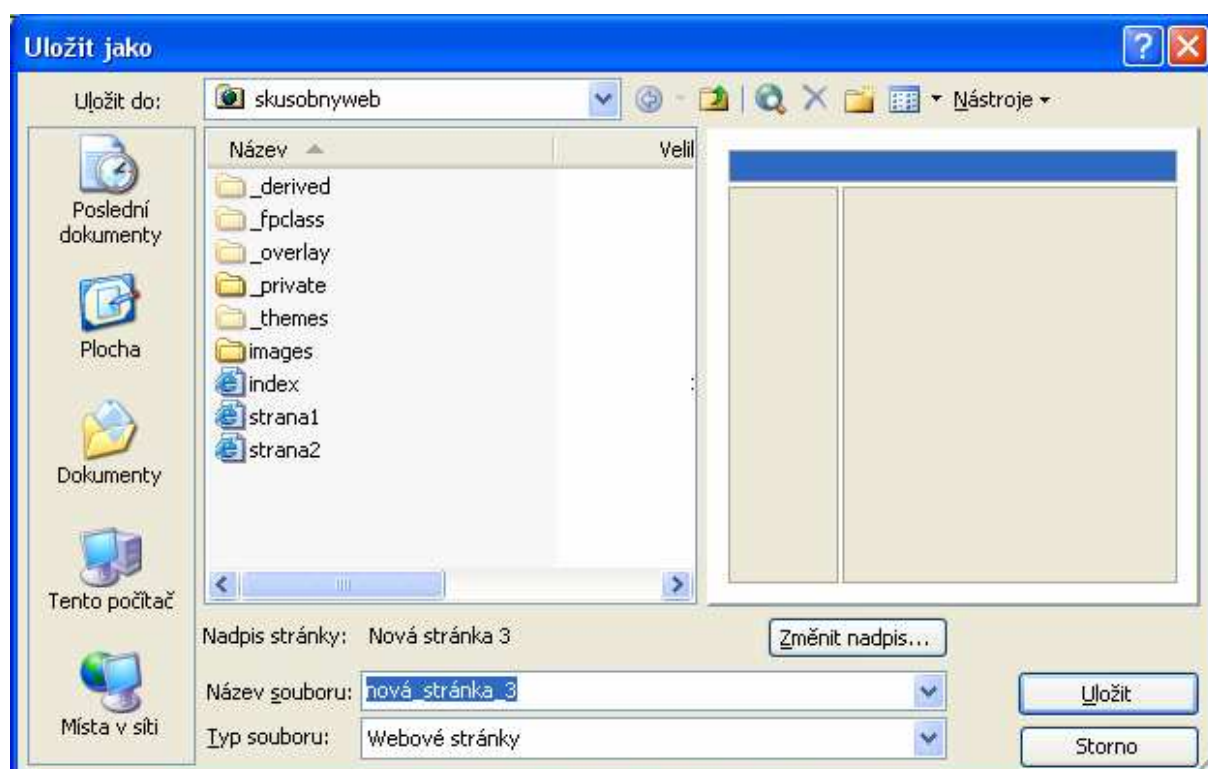 Uložit jako
Uložit do:
skusobnyweb
Nástroje
Poslední
dokumenty
Plocha
Dokumenty
Tento počítač
Místa v síti
Název
Velil
_derived
_fpclass
_overlay
_private
_themes
images
index
strana1
strana2
Nadpis stránky: Nová stránka 3
Změnit nadpis...
Název souboru: nová_stránka_3
Uložit
Typ souboru: Webové stránky
Storno